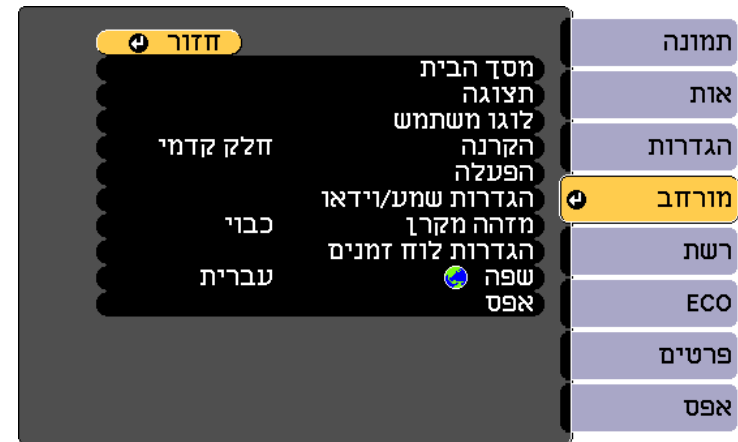 תמונה
אות
הגדרות
מורחב
רשת
ECO
פרטים
אפס
חזור
מסך הבית
תצוגה
לוגו משתמש
הקרנה חלק קדמי
הפעלה
הגדרות שמע/וידאו
מזהה מקרן כבוי
הגדרות לוח זמנים
שפה עברית
אפס